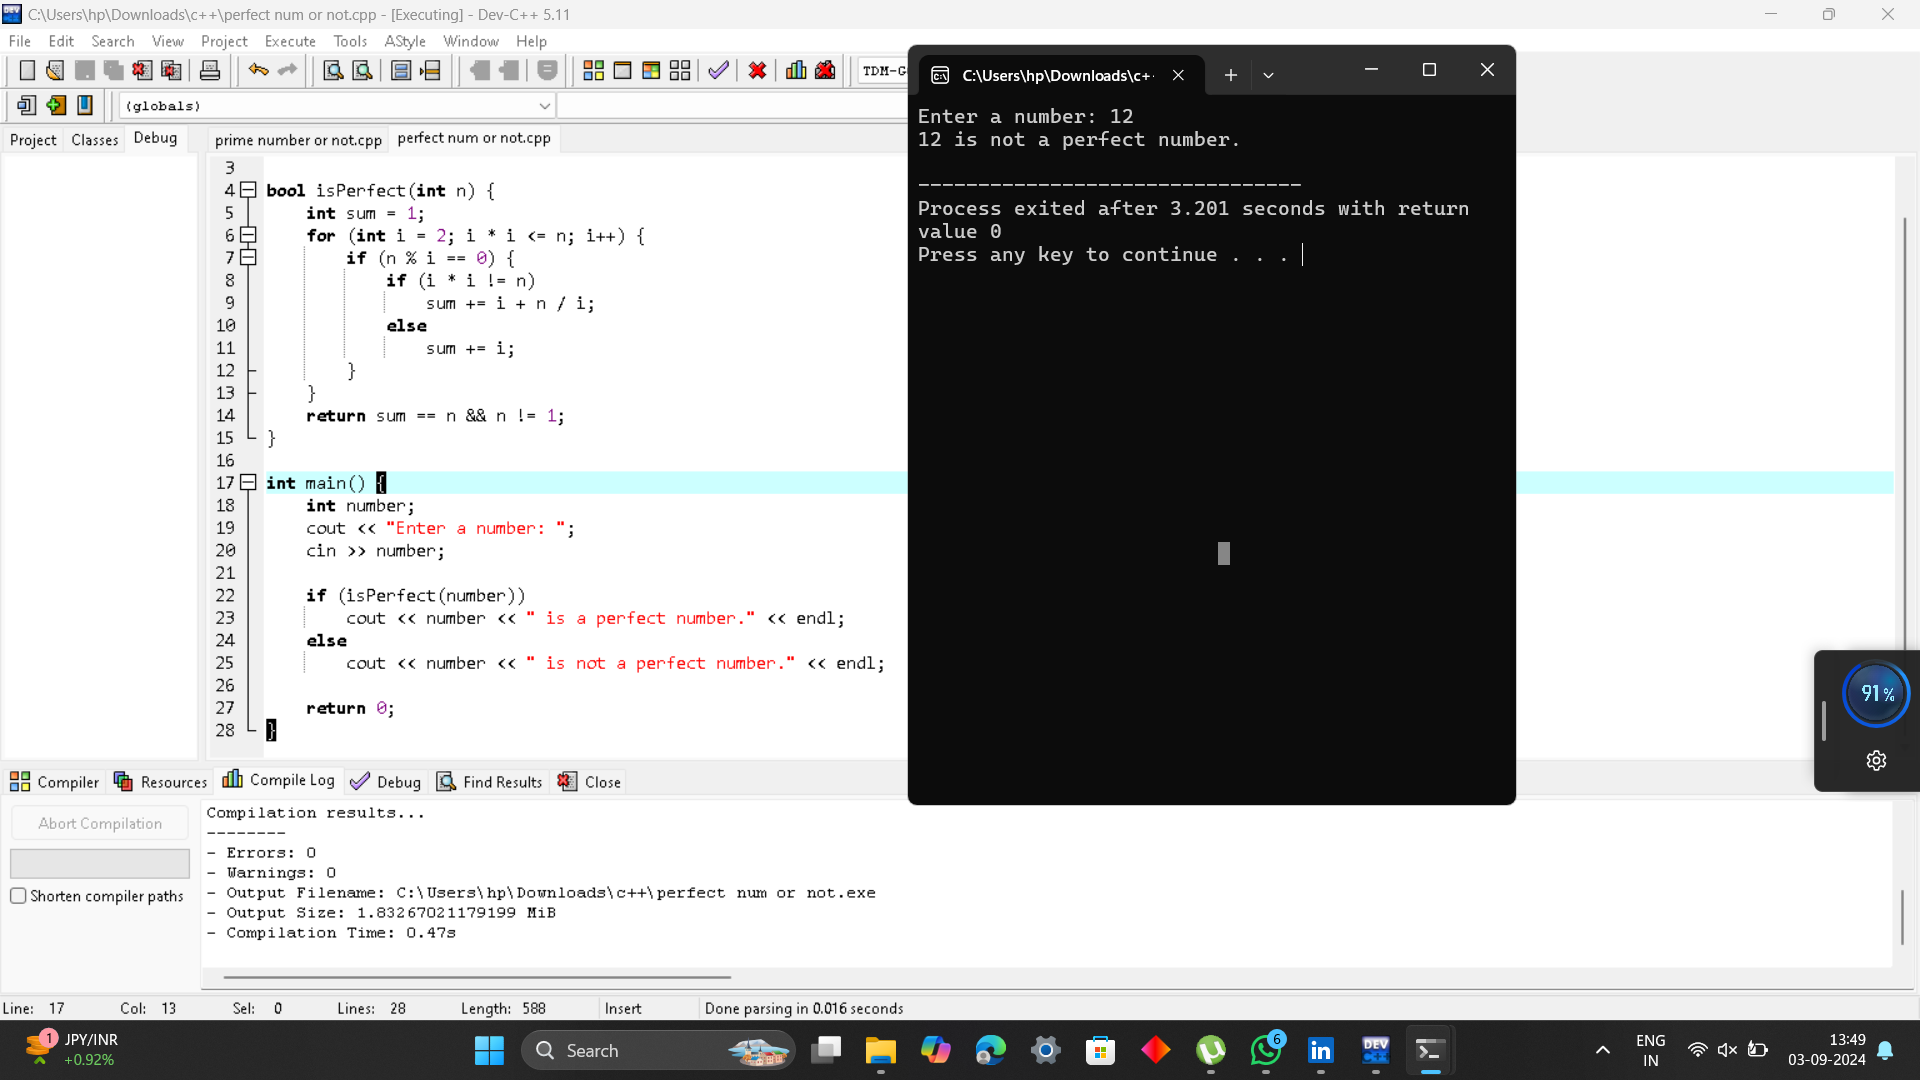 C:\Users\hp\Downloads\c++\perfect num or not.cpp - [Executing] - Dev-C++ 5.11
File Edit Search View Project Execute Tools AStyle Window Help
TDM-G
(globals)
Project Classes Debug
prime number or not.cpp perfect num or not.cpp
3
4 bool isPerfect(int n) {
5 int sum = 1;
6 for (int i = 2; i * i <= n; i++) {
7 if (n % i == 0) {
8 if (i * i != n)
9 sum += i + n / i;
10 else
11 sum += i;
12 }
13 }
14 return sum == n && n != 1;
15 }
16
17 int main() {
18 int number;
19 cout << "Enter a number: ";
20 cin >> number;
21
22 if (isPerfect(number))
23 cout << number << " is a perfect number." << endl;
24 else
25 cout << number << " is not a perfect number." << endl;
26
27 return 0;
28 }
C:\Users\hp\Downloads\c+
Enter a number: 12
12 is not a perfect number.
--------------------------------
Process exited after 3.201 seconds with return
value 0
Press any key to continue . . .
91%
Compiler Resources Compile Log Debug Find Results Close
Abort Compilation
Shorten compiler paths
Compilation results...
--------
- Errors: 0
- Warnings: 0
- Output Filename: C:\Users\hp\Downloads\c++\perfect num or not.exe
- Output Size: 1.83267021179199 MiB
- Compilation Time: 0.47s
Line: 17 Col: 13 Sel: 0 Lines: 28 Length: 588 Insert Done parsing in 0.016 seconds
1
JPY/INR
+0.92%
Search
DEV
C++
6
in
ENG
IN
13:49
03-09-2024